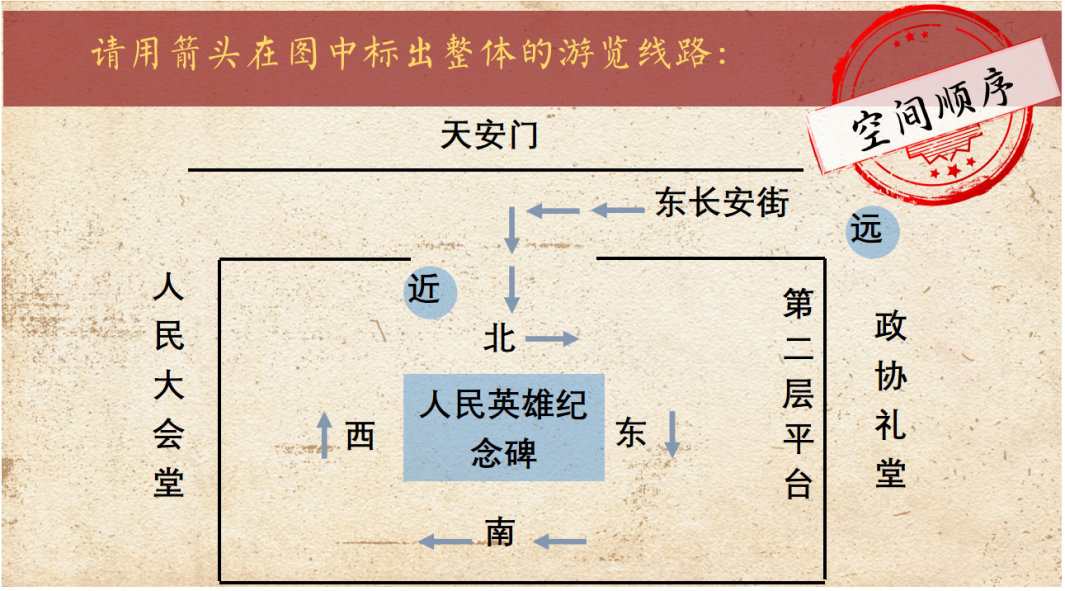 请用箭头在图中标出整体的游览线路：
空间顺序
天安门
东长安街
远
近
人民大会堂
北
第二层平台
政协礼堂
人民英雄纪
念碑
西
东
南